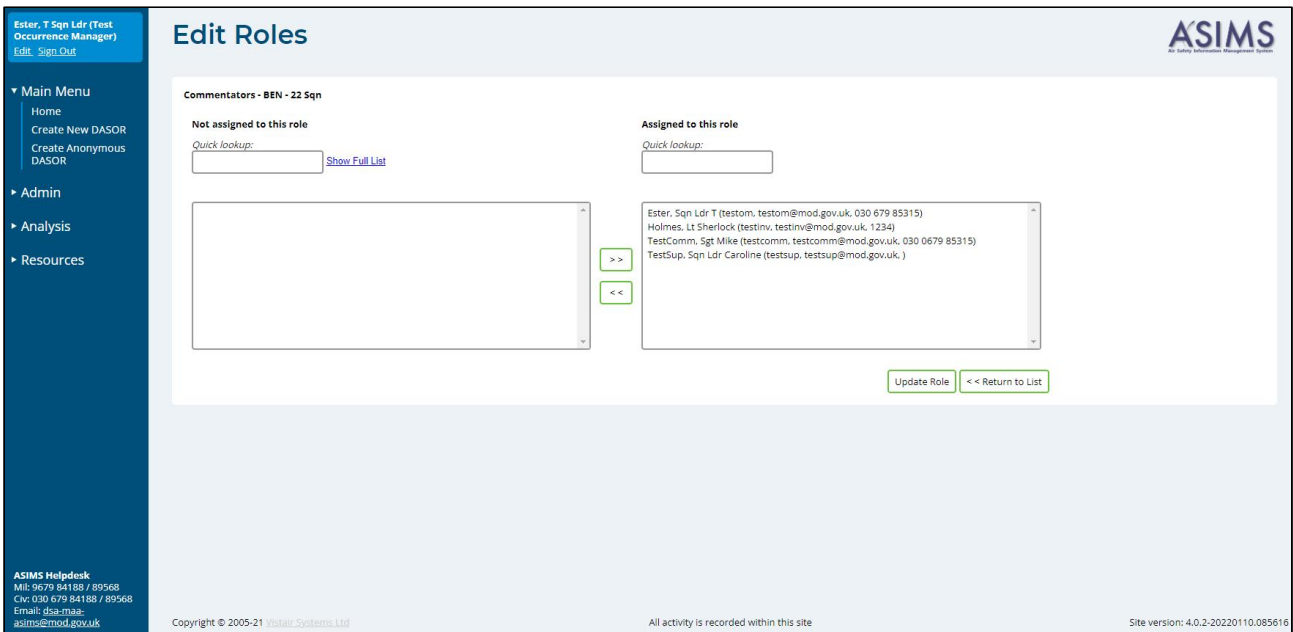 Ester, T Sqn Ldr (Test
Occurrence Manager)
Edit Sign Out
Main Menu
Home
Create New DASOR
Create Anonymous
DASOR
Admin
Analysis
Resources
ASIMS Helpdesk
Mil: 9679 84188 / 89568
Civ: 030 679 84188 / 89568
Email: dsa-maa-
asims@mod.gov.uk
Edit Roles
ASIMS
Air Safety Information Management System
Commentators - BEN - 22 Sqn
Not assigned to this role
Quick lookup:
Show Full List
>>
<<
Assigned to this role
Quick lookup:
Ester, Sqn Ldr T (testom, testom@mod.gov.uk, 030 679 85315)
Holmes, Lt Sherlock (testinv, testinv@mod.gov.uk, 1234)
TestComm, Sgt Mike (testcomm, testcomm@mod.gov.uk, 030 0679 85315)
TestSup, Sqn Ldr Caroline (testsup, testsup@mod.gov.uk, )
Update Role
<< Return to List
Copyright © 2005-21 Vistair Systems Ltd
All activity is recorded within this site
Site version: 4.0.2-20220110.085616